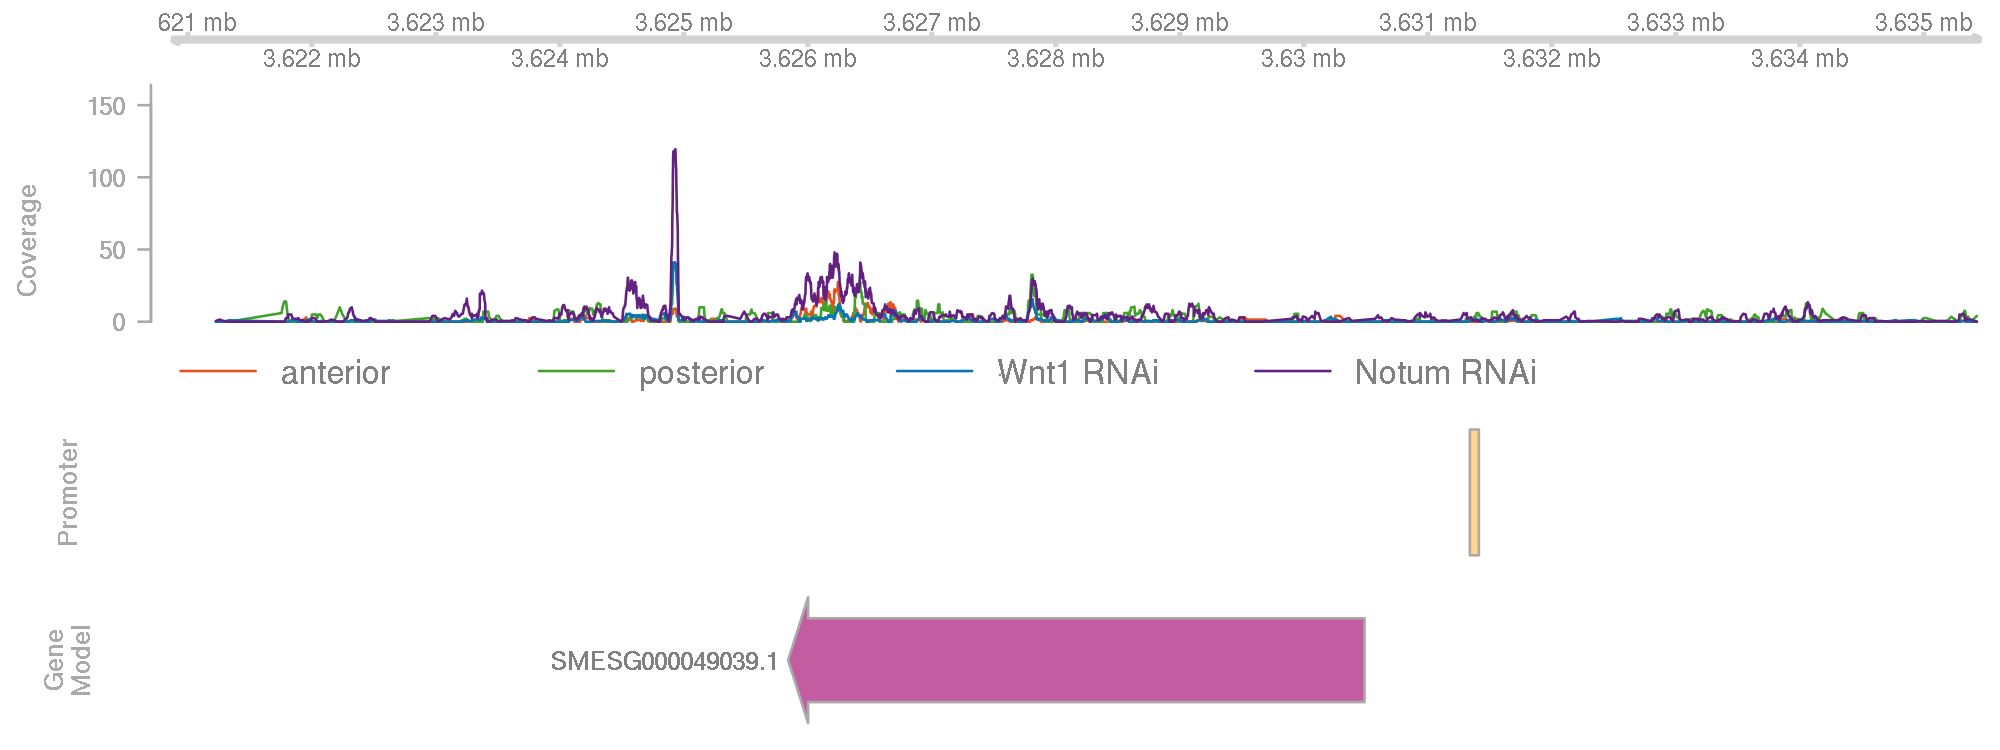 621 mb 3.623 mb 3.625 mb 3.627 mb 3.629 mb 3.631 mb 3.633 mb 3.635 mb
3.622 mb 3.624 mb 3.626 mb 3.628 mb 3.63 mb 3.632 mb 3.634 mb
Coverage
150
100
50
0
anterior posterior Wnt1 RNAi Notum RNAi
Promoter
Gene
Model
SMESG000049039.1